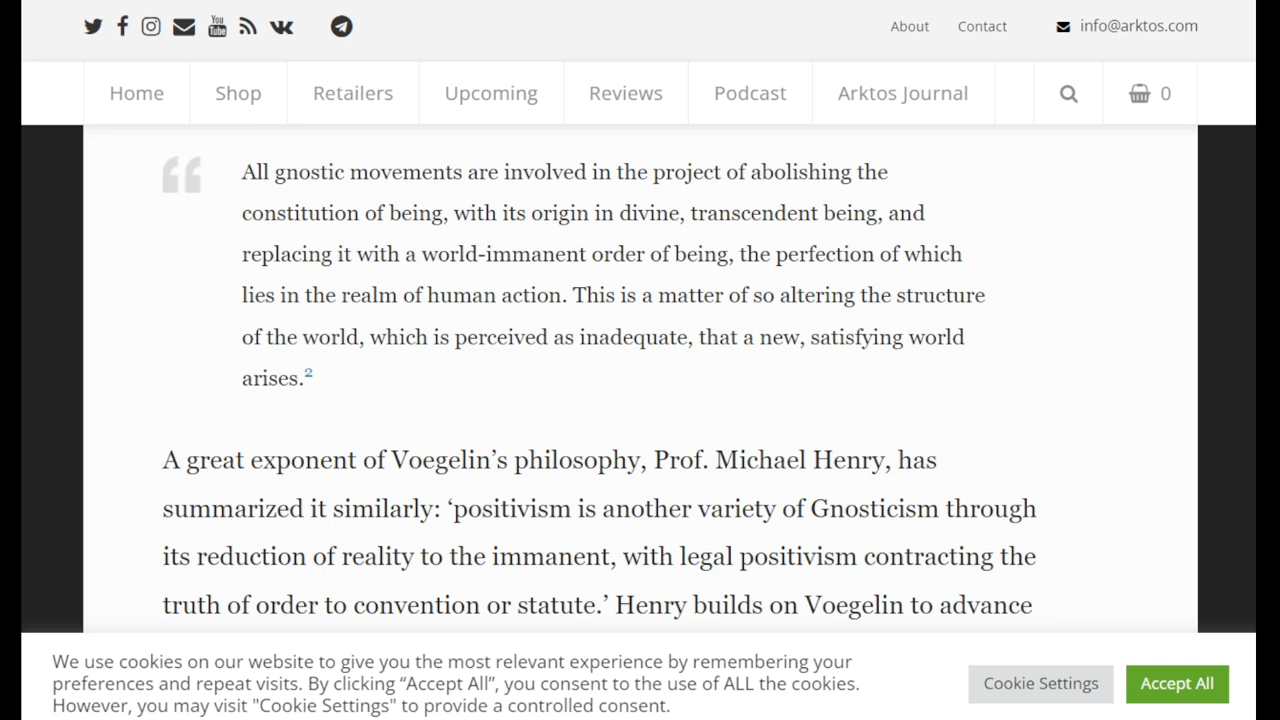 You Tube
About Contact info@arktos.com
Home Shop Retailers Upcoming Reviews Podcast Arktos Journal 0
“ All gnostic movements are involved in the project of abolishing the
constitution of being, with its origin in divine, transcendent being, and
replacing it with a world-immanent order of being, the perfection of which
lies in the realm of human action. This is a matter of so altering the structure
of the world, which is perceived as inadequate, that a new, satisfying world
arises.2
A great exponent of Voegelin’s philosophy, Prof. Michael Henry, has
summarized it similarly: ‘positivism is another variety of Gnosticism through
its reduction of reality to the immanent, with legal positivism contracting the
truth of order to convention or statute.’ Henry builds on Voegelin to advance
We use cookies on our website to give you the most relevant experience by remembering your
preferences and repeat visits. By clicking “Accept All”, you consent to the use of ALL the cookies.
However, you may visit "Cookie Settings" to provide a controlled consent.
Cookie Settings Accept All